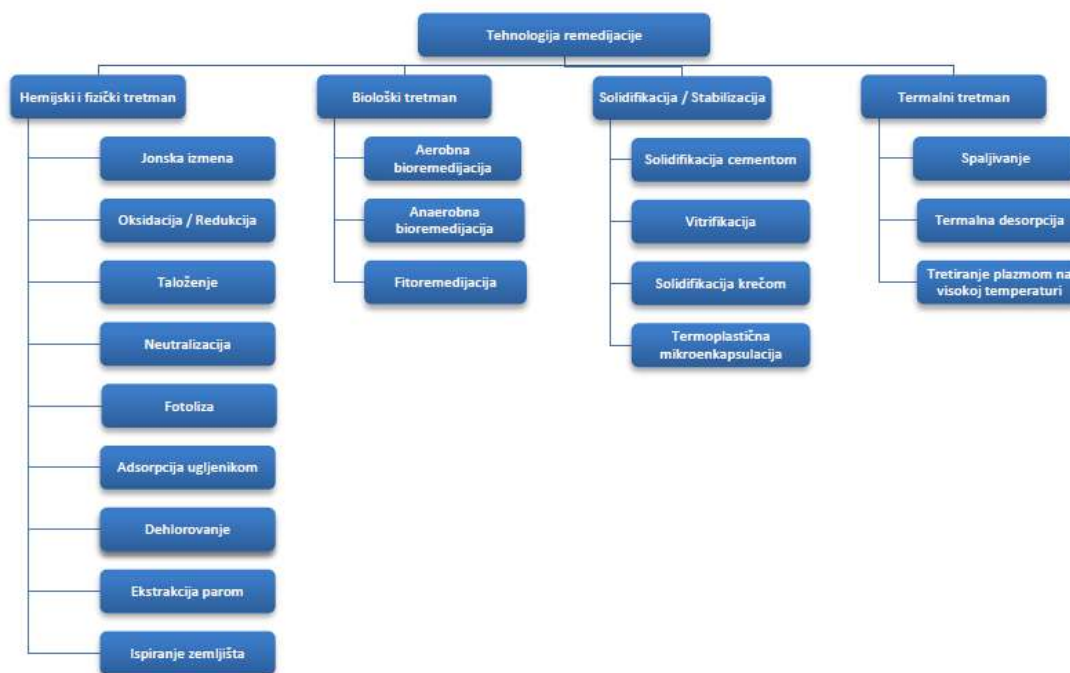 Tehnologija remedijacije
Hemijski i fizički tretman
Jonska izmena
Oksidacija / Redukcija
Taloženje
Neutralizacija
Fotoliza
Adsorpcija ugljenikom
Dehlorovanje
Ekstrakcija parom
Ispiranje zemljišta
Biološki tretman
Aerobna
bioremedijacija
Anaerobna
bioremedijacija
Fitoremedijacija
Solidifikacija / Stabilizacija
Solidifikacija cementom
Vitrifikacija
Solidifikacija krečom
Termoplastična
mikroenkapsulacija
Termalni tretman
Spaljivanje
Termalna desorpcija
Tretiranje plazmom na
visokoj temperaturi